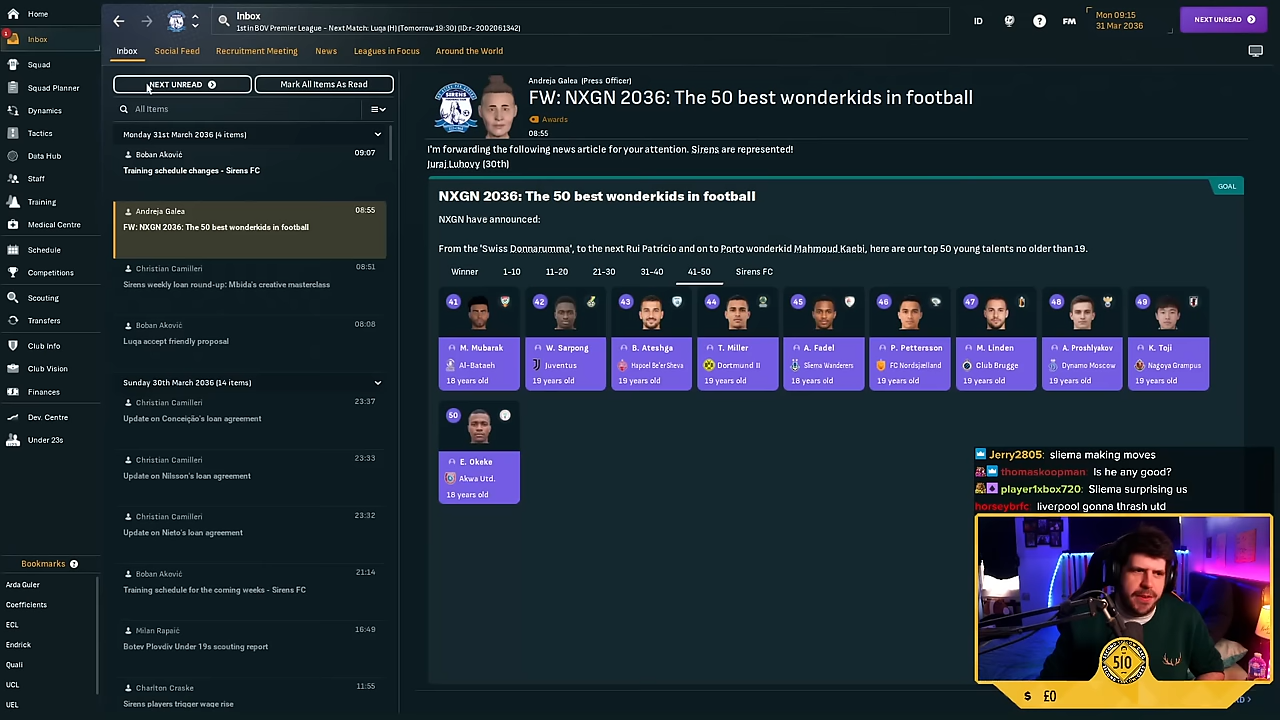 Home
Inbox
Squad
Squad Planner
Dynamics
Tactics
Data Hub
Staff
Training
Medical Centre
Schedule
Competitions
Scouting
Transfers
Club Info
Club Vision
Finances
Dev. Centre
Under 23s
Bookmarks
Arda Guler
Coefficients
ECL
Endrick
Quali
UCL
UEL
Inbox
1st in BOV Premier League - Next Match: Luqa (H) (Tomorrow 19:30) (ID:r-2002061342)
ID
FM
Mon 09:15
31 Mar 2036
NEXT UNREAD
Inbox
Social Feed
Recruitment Meeting
News
Leagues in Focus
Around the World
NEXT UNREAD
Mark All Items As Read
All Items
Monday 31st March 2036 (4 items)
Boban Aković
09:07
Training schedule changes - Sirens FC
Andreja Galea
08:55
FW: NXGN 2036: The 50 best wonderkids in football
Christian Camilleri
08:51
Sirens weekly loan round-up: Mbida's creative masterclass
Boban Aković
08:08
Luqa accept friendly proposal
Sunday 30th March 2036 (14 items)
Christian Camilleri
23:37
Update on Conceição's loan agreement
Christian Camilleri
23:33
Update on Nilsson's loan agreement
Christian Camilleri
23:32
Update on Nieto's loan agreement
Boban Aković
21:14
Training schedule for the coming weeks - Sirens FC
Milan Rapaić
16:49
Botev Plovdiv Under 19s scouting report
Charlton Craske
11:55
Sirens players trigger wage rise
SIRENS
Andreja Galea (Press Officer)
FW: NXGN 2036: The 50 best wonderkids in football
Awards
08:55
I'm forwarding the following news article for your attention. Sirens are represented!
Juraj Luhovy (30th)
GOAL
NXGN 2036: The 50 best wonderkids in football
NXGN have announced:
From the 'Swiss Donnarumma', to the next Rui Patrício and on to Porto wonderkid Mahmoud Kaebi, here are our top 50 young talents no older than 19.
Winner
1-10
11-20
21-30
31-40
41-50
Sirens FC
41
M. Mubarak
Al-Bataeh
18 years old
42
W. Sarpong
Juventus
19 years old
43
B. Ateshga
Hapoel Be'er Sheva
19 years old
44
T. Miller
Dortmund II
19 years old
45
A. Fadel
Sliema Wanderers
19 years old
46
P. Pettersson
FC Nordsjælland
19 years old
47
M. Linden
Club Brugge
19 years old
48
A. Proshlyakov
Dynamo Moscow
19 years old
49
K. Toji
Nagoya Grampus
19 years old
50
E. Okeke
Akwa Utd.
18 years old
Jerry2805: sliema making moves
thomaskoopman: Is he any good?
player1xbox720: Sliema surprising us
horseybrfc: liverpool gonna thrash utd
510
$ £0